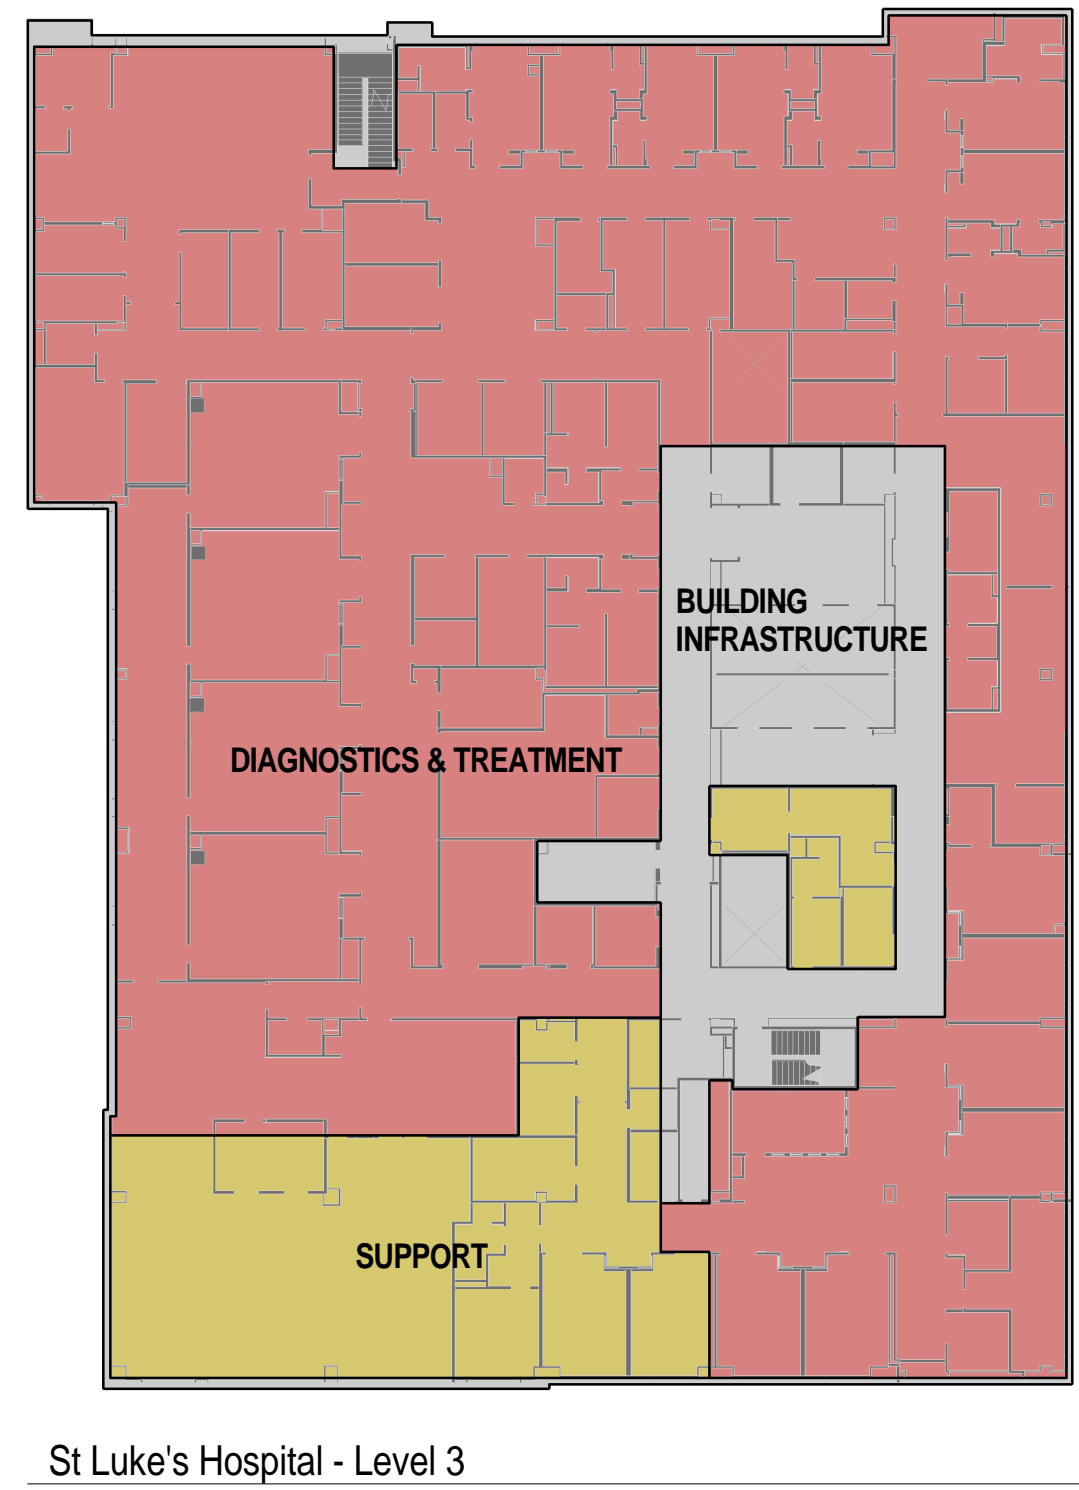 BUILDING
INFRASTRUCTURE
DIAGNOSTICS & TREATMENT
SUPPORT
St Luke's Hospital - Level 3